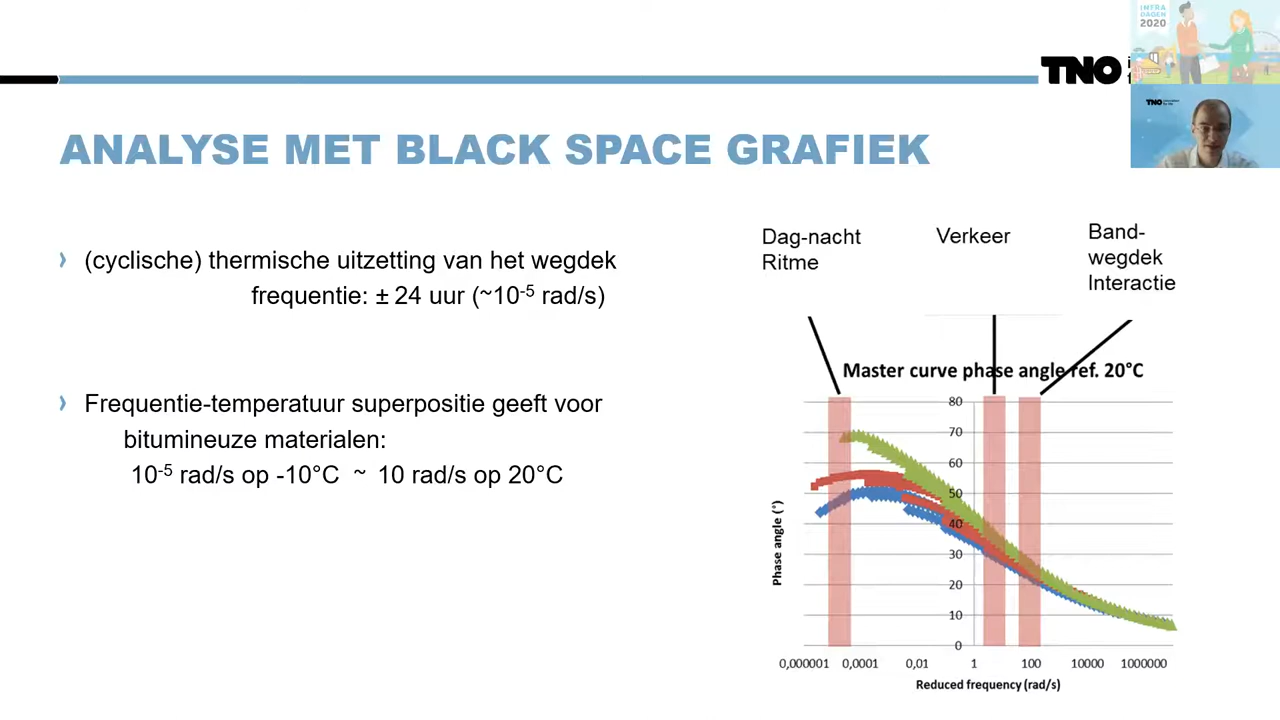 INFRA
DAGEN
2020
TNO
TNO
ANALYSE MET BLACK SPACE GRAFIEK
› (cyclische) thermische uitzetting van het wegdek
frequentie: ± 24 uur (~10⁻⁵ rad/s)
› Frequentie-temperatuur superpositie geeft voor
bitumineuze materialen:
10⁻⁵ rad/s op -10°C ~ 10 rad/s op 20°C
Dag-nacht
Ritme
Verkeer
Band-
wegdek
Interactie
Master curve phase angle ref. 20°C
80
70
60
50
40
30
20
10
0
Phase angle (°)
0,000001 0,0001 0,01 1 100 10000 1000000
Reduced frequency (rad/s)